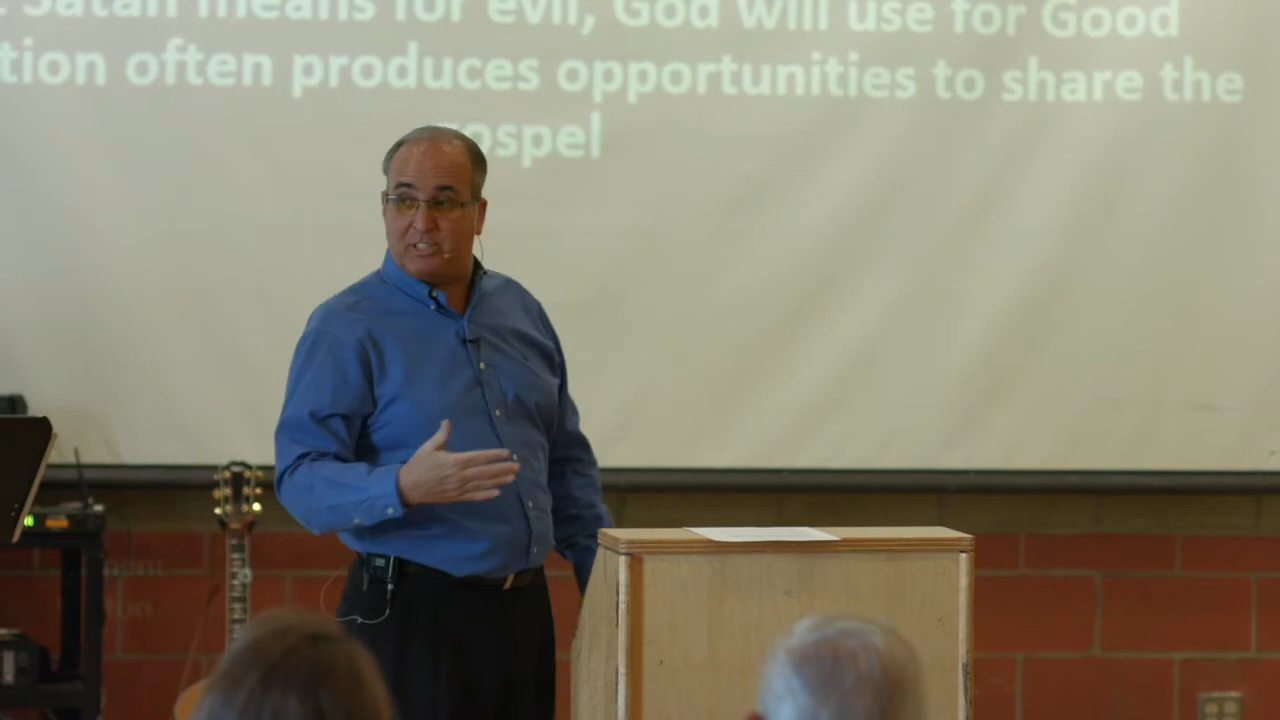 Satan means for evil, God will use for Good
tion often produces opportunities to share the
gospel